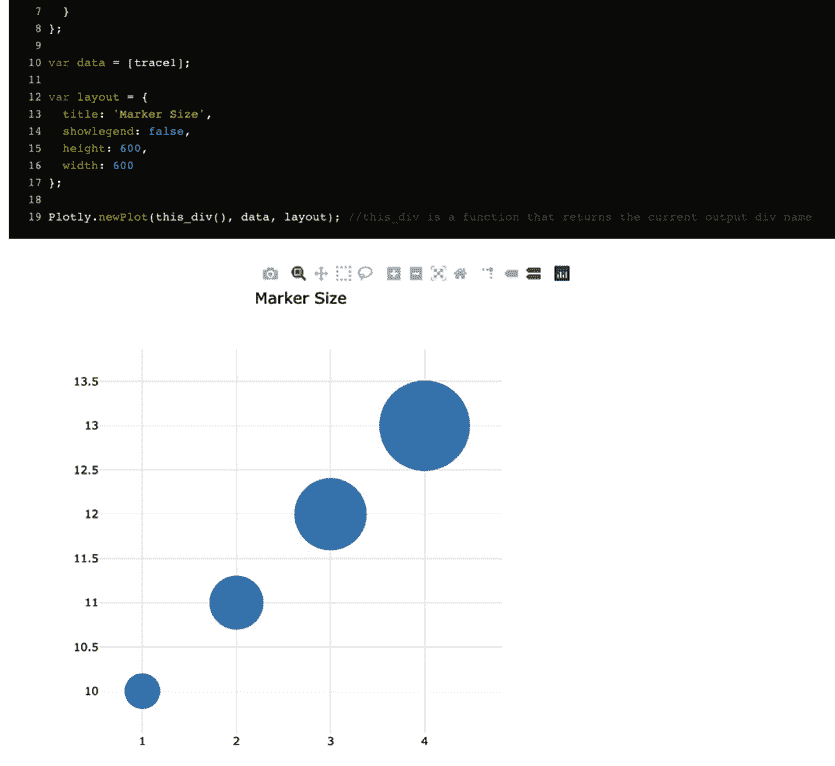 7   }
8 };
9
10 var data = [trace1];
11
12 var layout = {
13   title: 'Marker Size',
14   showlegend: false,
15   height: 600,
16   width: 600
17 };
18
19 Plotly.newPlot(this_div(), data, layout); //this_div is a function that returns the current output div name
Marker Size
13.5
13
12.5
12
11.5
11
10.5
10
1 2 3 4